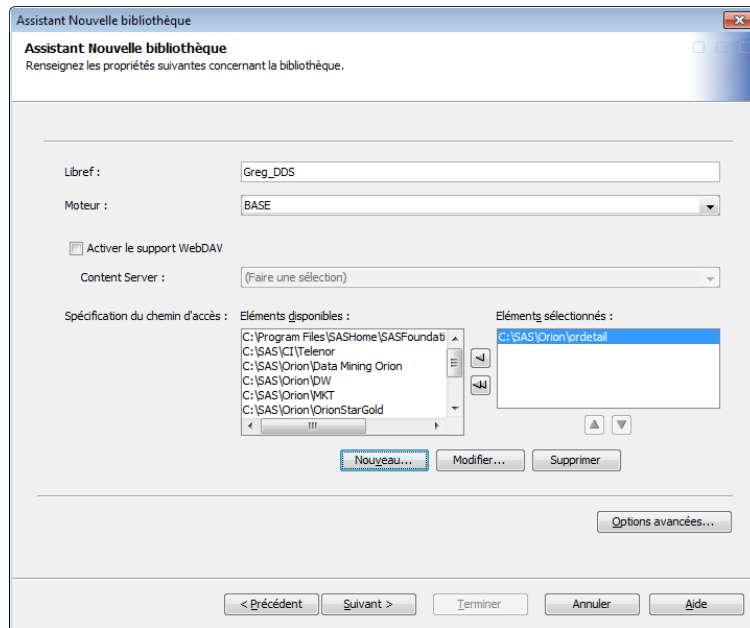 Assistant Nouvelle bibliothèque
Assistant Nouvelle bibliothèque
Renseignez les propriétés suivantes concernant la bibliothèque.
Libref :
Greg_DDS
Moteur :
BASE
Activer le support WebDAV
Content Server :
(Faire une sélection)
Spécification du chemin d'accès :
Eléments disponibles :
Eléments sélectionnés :
C:\Program Files\SASHome\SASFoundati
C:\SAS\CI\Telenor
C:\SAS\Orion\Data Mining Orion
C:\SAS\Orion\DW
C:\SAS\Orion\MKT
C:\SAS\Orion\OrionStarGold
C:\SAS\Orion\ordetail
Nouveau...
Modifier...
Supprimer
Options avancées...
< Précédent
Suivant >
Terminer
Annuler
Aide